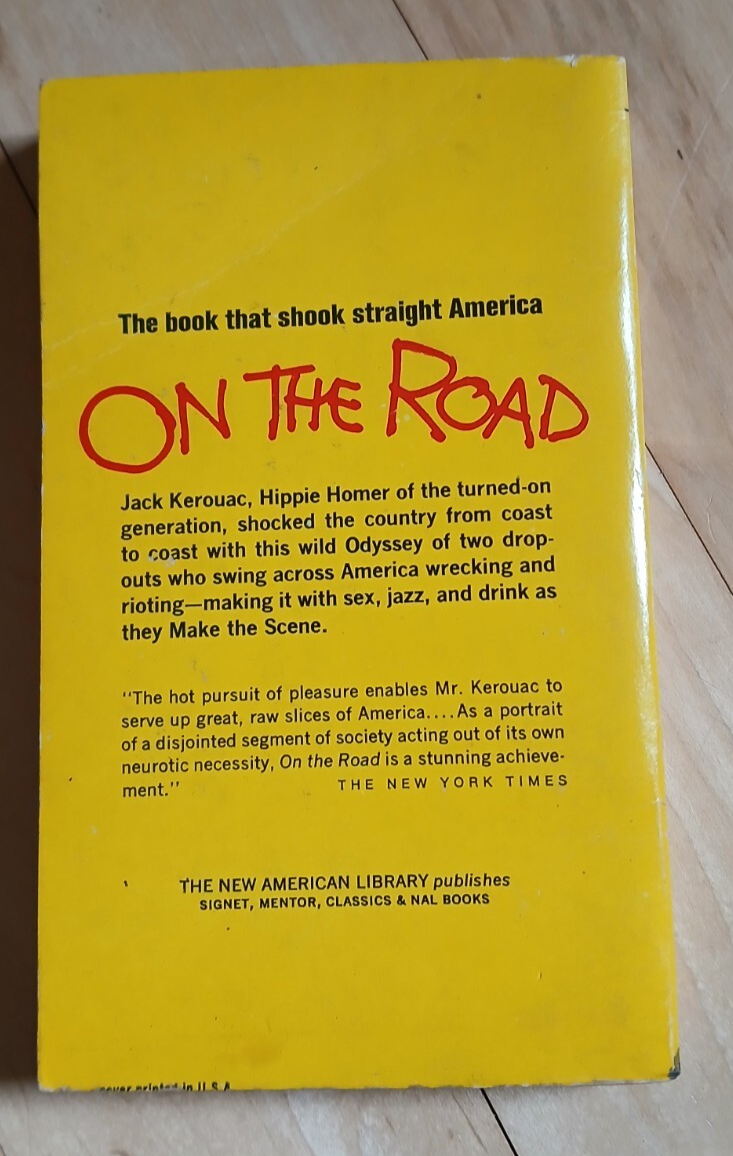 The book that shook straight America
ON THE ROAD
Jack Kerouac, Hippie Homer of the turned-on
generation, shocked the country from coast
to coast with this wild Odyssey of two drop-
outs who swing across America wrecking and
rioting—making it with sex, jazz, and drink as
they Make the Scene.
"The hot pursuit of pleasure enables Mr. Kerouac to
serve up great, raw slices of America....As a portrait
of a disjointed segment of society acting out of its own
neurotic necessity, On the Road is a stunning achieve-
ment." THE NEW YORK TIMES
THE NEW AMERICAN LIBRARY publishes
SIGNET, MENTOR, CLASSICS & NAL BOOKS
cover printed in U.S.A.